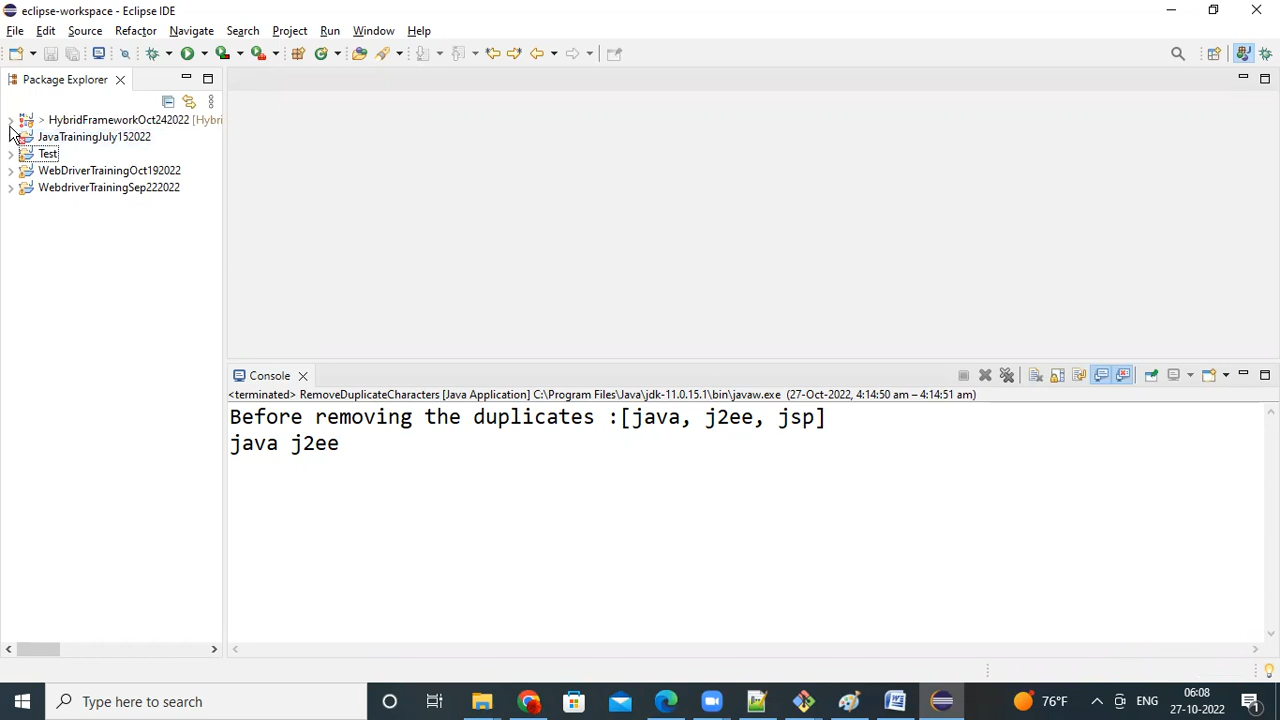 eclipse-workspace - Eclipse IDE
File Edit Source Refactor Navigate Search Project Run Window Help
Package Explorer
> HybridFrameworkOct242022 [Hybri
JavaTrainingJuly152022
Test
WebDriverTrainingOct192022
WebdriverTrainingSep222022
Console
<terminated> RemoveDuplicateCharacters [Java Application] C:\Program Files\Java\jdk-11.0.15.1\bin\javaw.exe (27-Oct-2022, 4:14:50 am – 4:14:51 am)
Before removing the duplicates :[java, j2ee, jsp]
java j2ee
Type here to search
76°F
ENG
06:08
27-10-2022
1